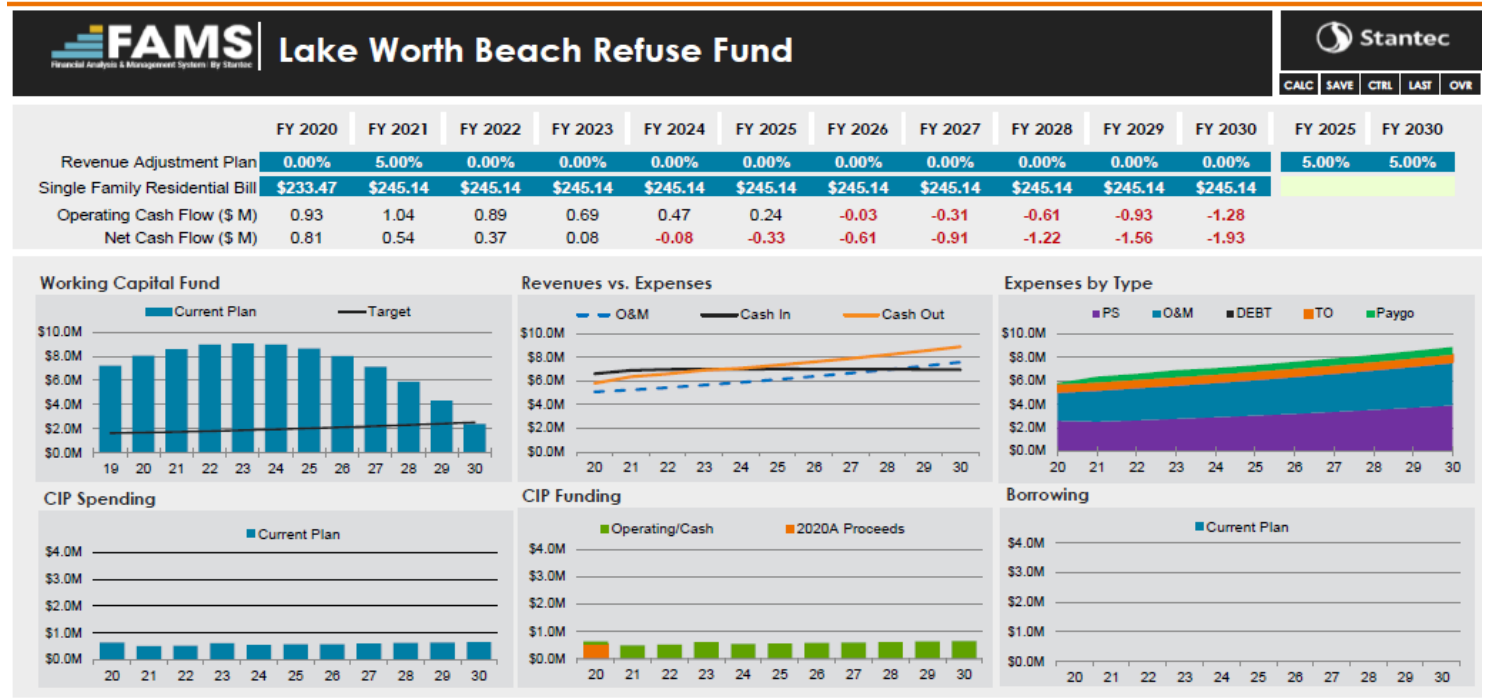 FAMS
Financial Analysis & Management System | By Stantec
Lake Worth Beach Refuse Fund
Stantec
CALC SAVE CTRL LAST OVR
FY 2020 FY 2021 FY 2022 FY 2023 FY 2024 FY 2025 FY 2026 FY 2027 FY 2028 FY 2029 FY 2030 FY 2025 FY 2030
Revenue Adjustment Plan 0.00% 5.00% 0.00% 0.00% 0.00% 0.00% 0.00% 0.00% 0.00% 0.00% 0.00% 5.00% 5.00%
Single Family Residential Bill $233.47 $245.14 $245.14 $245.14 $245.14 $245.14 $245.14 $245.14 $245.14 $245.14 $245.14
Operating Cash Flow ($ M) 0.93 1.04 0.89 0.69 0.47 0.24 -0.03 -0.31 -0.61 -0.93 -1.28
Net Cash Flow ($ M) 0.81 0.54 0.37 0.08 -0.08 -0.33 -0.61 -0.91 -1.22 -1.56 -1.93
Working Capital Fund
Current Plan Target
$10.0M
$8.0M
$6.0M
$4.0M
$2.0M
$0.0M
19 20 21 22 23 24 25 26 27 28 29 30
Revenues vs. Expenses
O&M Cash In Cash Out
$10.0M
$8.0M
$6.0M
$4.0M
$2.0M
$0.0M
20 21 22 23 24 25 26 27 28 29 30
Expenses by Type
PS O&M DEBT TO Paygo
$10.0M
$8.0M
$6.0M
$4.0M
$2.0M
$0.0M
20 21 22 23 24 25 26 27 28 29 30
CIP Spending
Current Plan
$4.0M
$3.0M
$2.0M
$1.0M
$0.0M
20 21 22 23 24 25 26 27 28 29 30
CIP Funding
Operating/Cash 2020A Proceeds
$4.0M
$3.0M
$2.0M
$1.0M
$0.0M
20 21 22 23 24 25 26 27 28 29 30
Borrowing
Current Plan
$4.0M
$3.0M
$2.0M
$1.0M
$0.0M
20 21 22 23 24 25 26 27 28 29 30